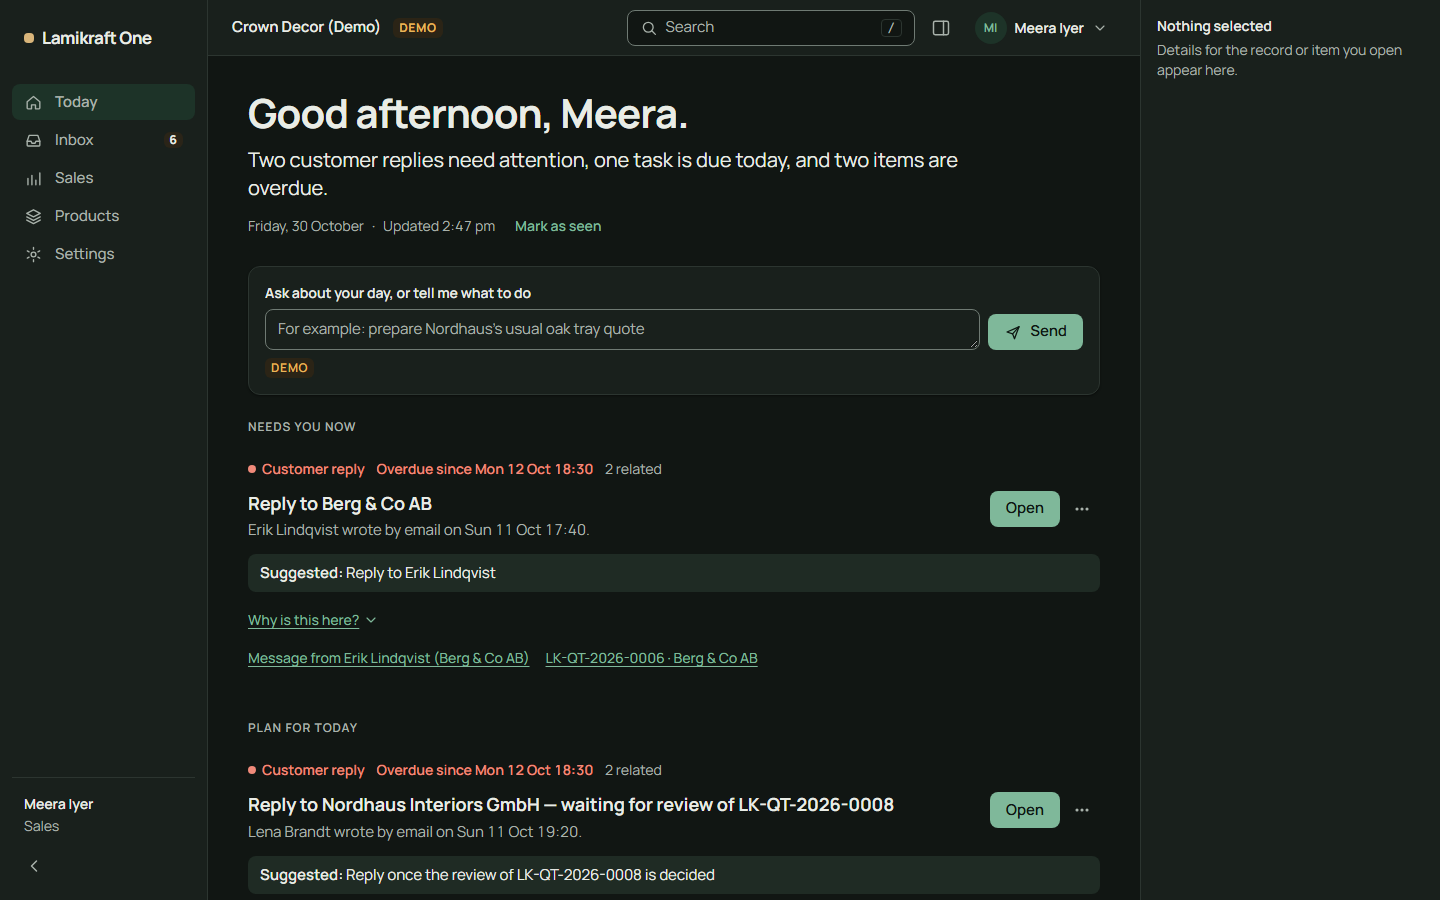 Lamikraft One
Today
Inbox 6
Sales
Products
Settings
Meera Iyer
Sales
Crown Decor (Demo) DEMO
Search /
MI Meera Iyer
Good afternoon, Meera.
Two customer replies need attention, one task is due today, and two items are
overdue.
Friday, 30 October · Updated 2:47 pm Mark as seen
Ask about your day, or tell me what to do
For example: prepare Nordhaus's usual oak tray quote
Send
DEMO
NEEDS YOU NOW
Customer reply Overdue since Mon 12 Oct 18:30 2 related
Reply to Berg & Co AB
Open
Erik Lindqvist wrote by email on Sun 11 Oct 17:40.
Suggested: Reply to Erik Lindqvist
Why is this here?
Message from Erik Lindqvist (Berg & Co AB) LK-QT-2026-0006 · Berg & Co AB
PLAN FOR TODAY
Customer reply Overdue since Mon 12 Oct 18:30 2 related
Reply to Nordhaus Interiors GmbH — waiting for review of LK-QT-2026-0008
Open
Lena Brandt wrote by email on Sun 11 Oct 19:20.
Suggested: Reply once the review of LK-QT-2026-0008 is decided
Nothing selected
Details for the record or item you open
appear here.